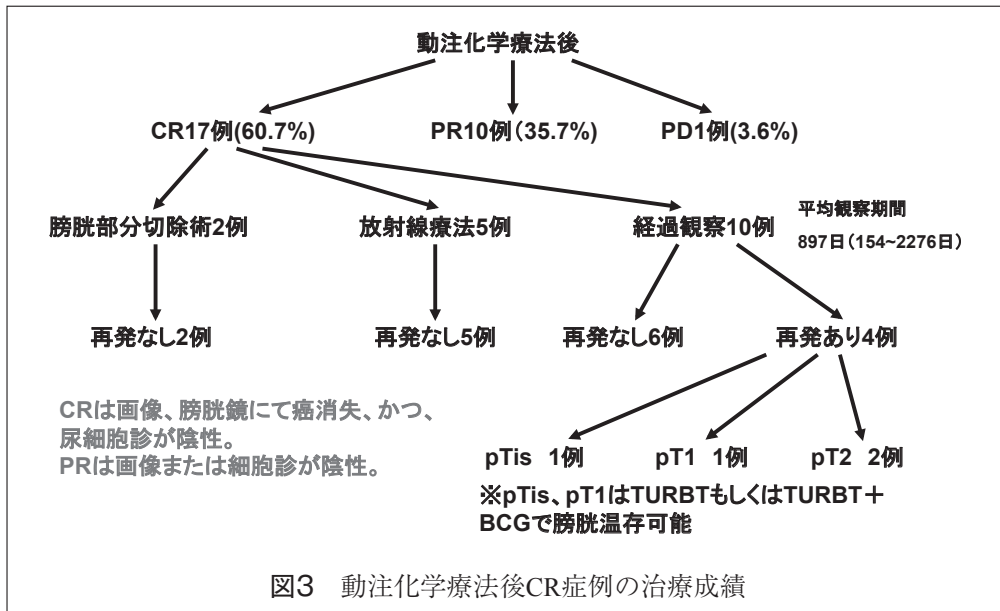 動注化学療法後
CR17例(60.7%)
PR10例(35.7%)
PD1例(3.6%)
膀胱部分切除術2例
放射線療法5例
経過観察10例
平均観察期間
897日(154~2276日)
再発なし2例
再発なし5例
再発なし6例
再発あり4例
CRは画像、膀胱鏡にて癌消失、かつ、
尿細胞診が陰性。
PRは画像または細胞診が陰性。
pTis 1例
pT1 1例
pT2 2例
※pTis、pT1はTURBTもしくはTURBT+
BCGで膀胱温存可能
図3 動注化学療法後CR症例の治療成績